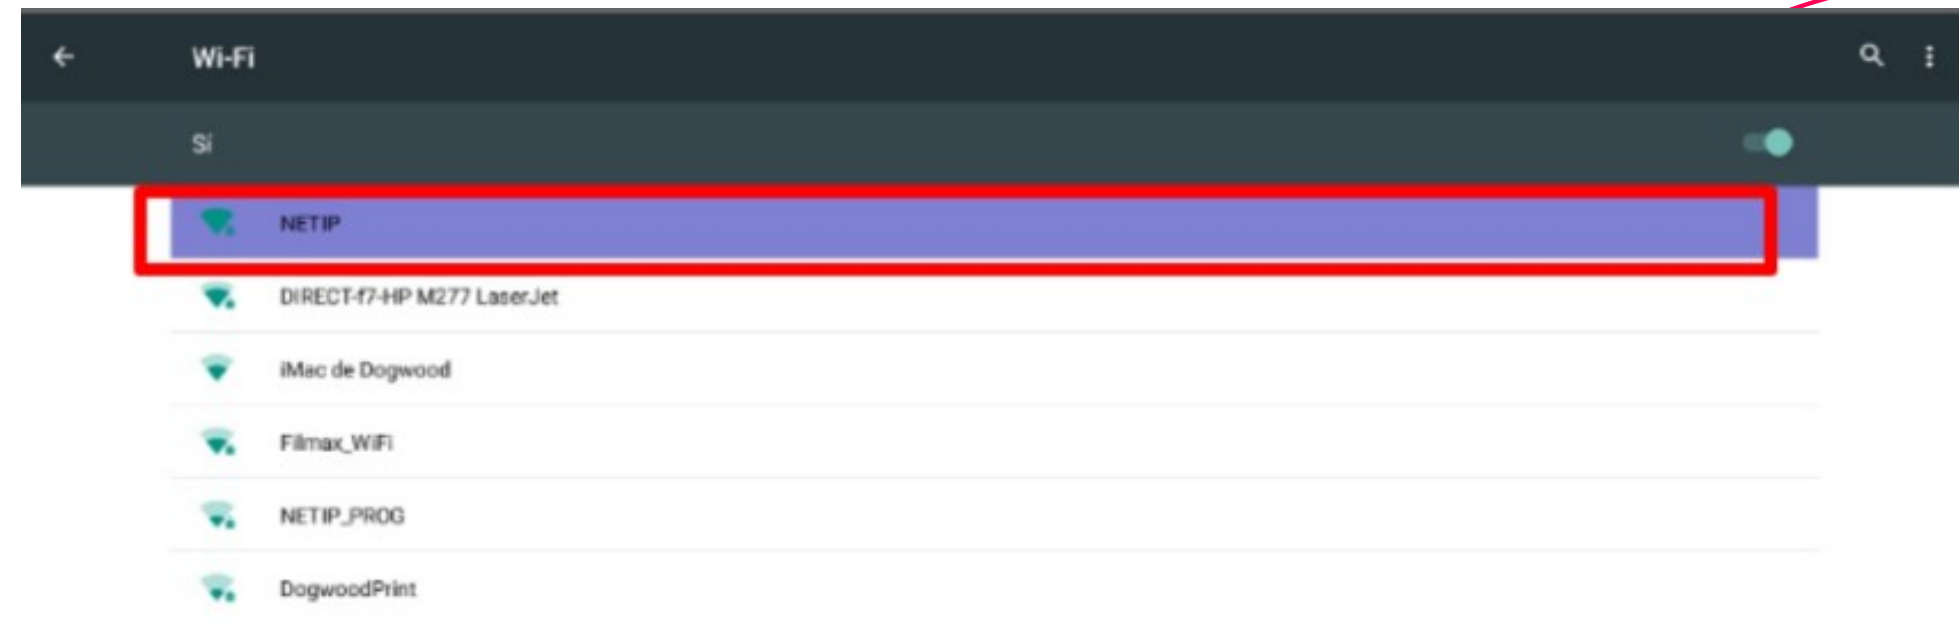 Wi-Fi
Sí
NETIP
DIRECT-f7-HP M277 LaserJet
iMac de Dogwood
Filmax_WiFi
NETIP_PROG
DogwoodPrint